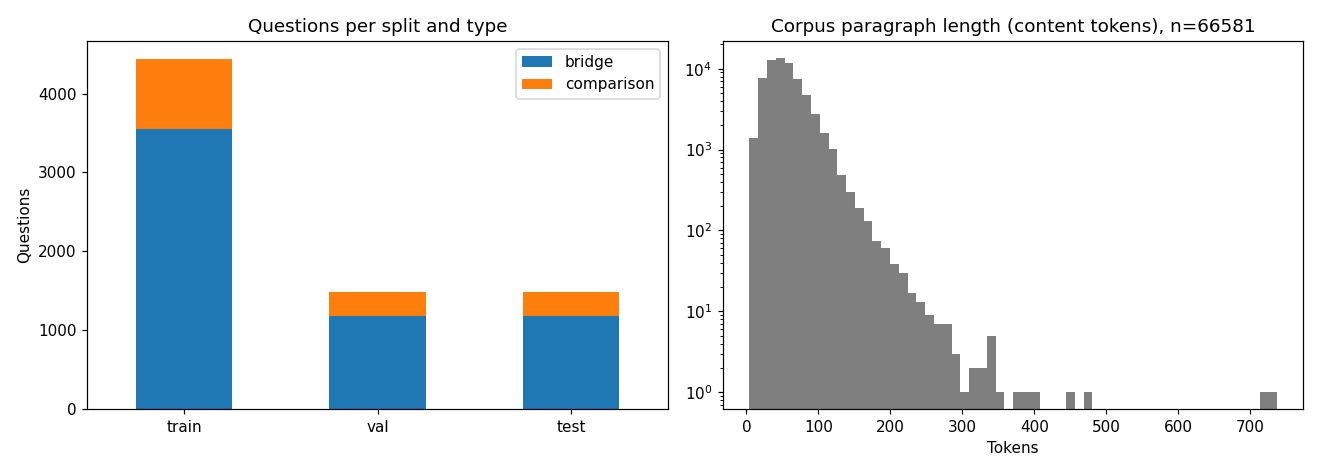 Questions per split and type
Questions
4000
3000
2000
1000
0
train
val
test
bridge
comparison
Corpus paragraph length (content tokens), n=66581
10⁴
10³
10²
10¹
10⁰
0
100
200
300
400
500
600
700
Tokens